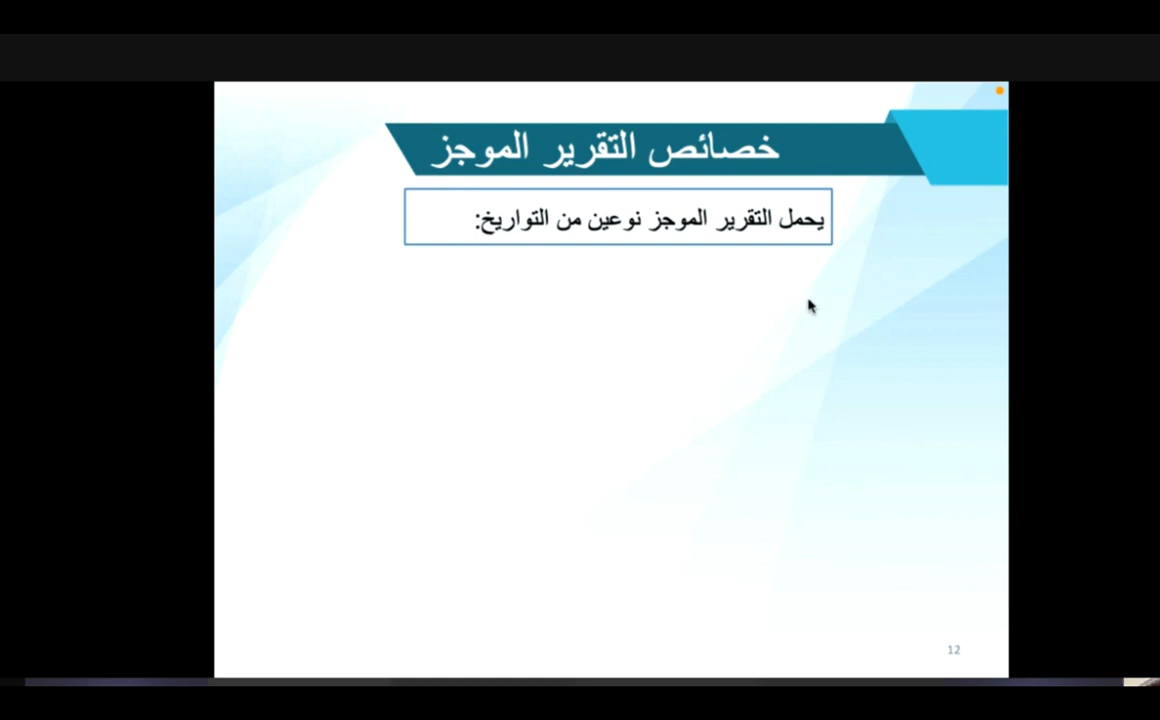 خصائص التقرير الموجز
يحمل التقرير الموجز نوعين من التواريخ:
12